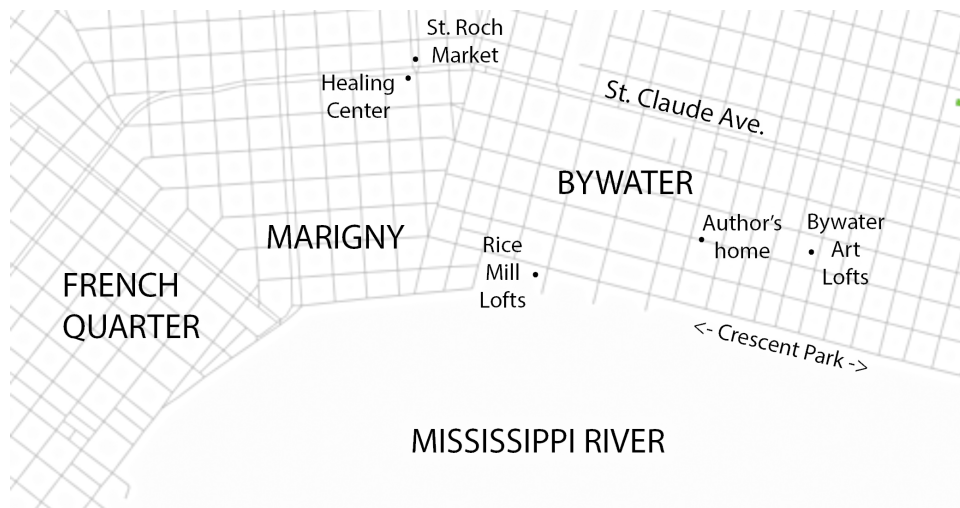 St. Roch
Market
Healing
Center
St. Claude Ave.
BYWATER
Author's
home
Bywater
Art
Lofts
MARIGNY
Rice
Mill
Lofts
FRENCH
QUARTER
<- Crescent Park ->
MISSISSIPPI RIVER